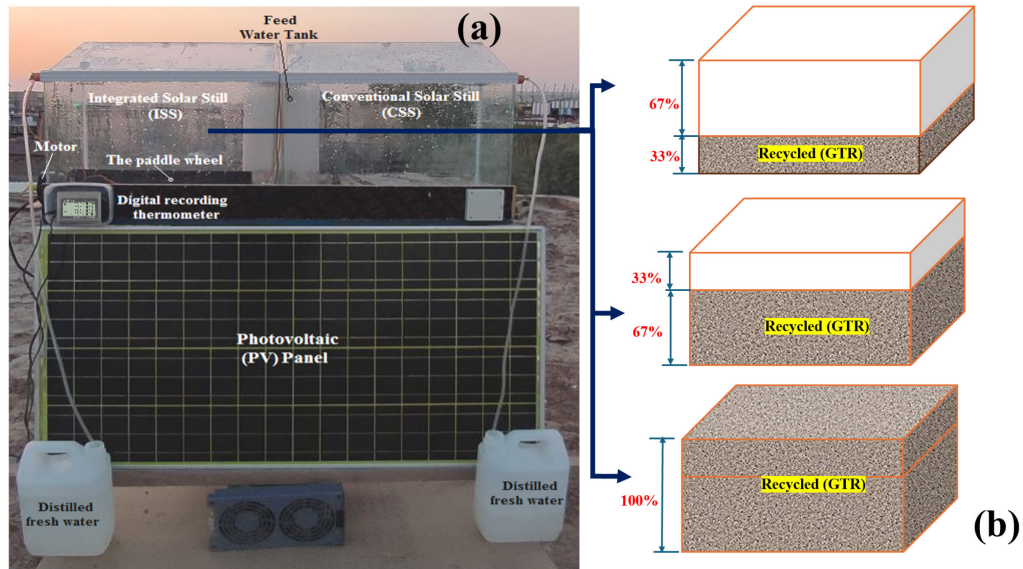 (a)
Feed
Water Tank
Integrated Solar Still
(ISS)
Conventional Solar Still
(CSS)
Motor
The paddle wheel
Digital recording
thermometer
Photovoltaic
(PV) Panel
Distilled
fresh water
Distilled
fresh water
67%
33%
Recycled (GTR)
33%
67%
Recycled (GTR)
100%
Recycled (GTR)
(b)